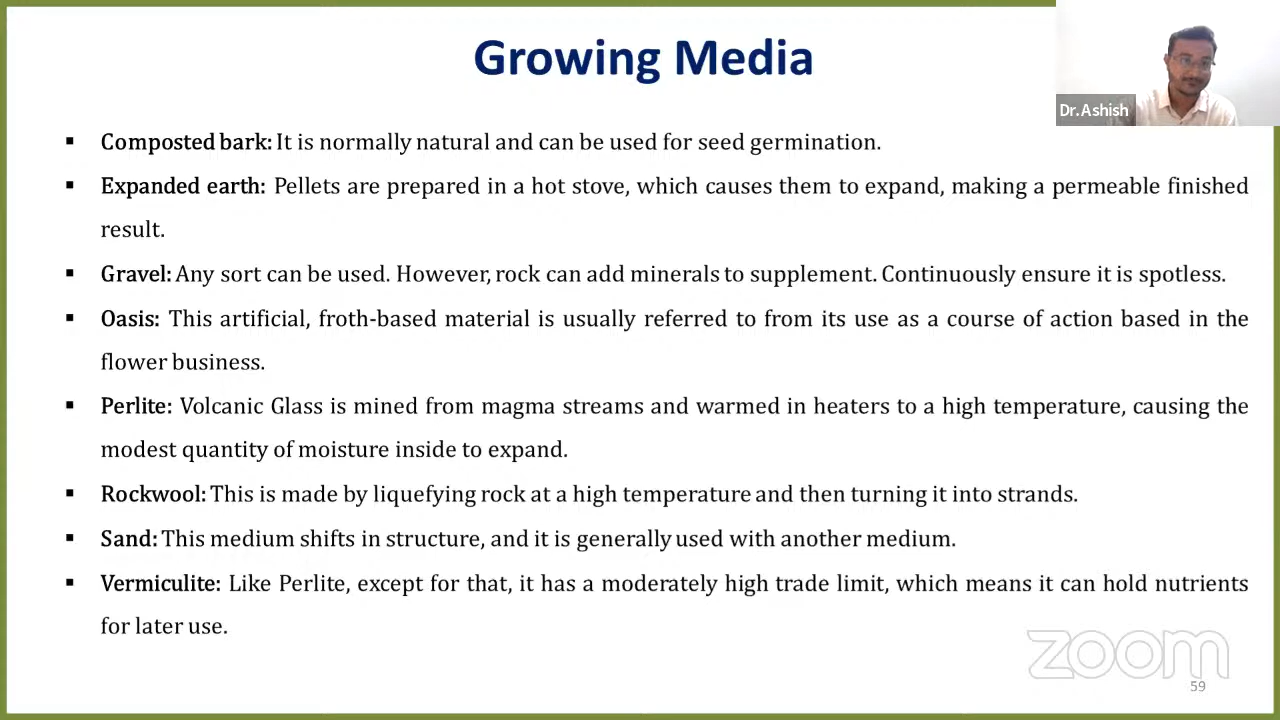 Growing Media
Dr.Ashish
▪ Composted bark: It is normally natural and can be used for seed germination.
▪ Expanded earth: Pellets are prepared in a hot stove, which causes them to expand, making a permeable finished
result.
▪ Gravel: Any sort can be used. However, rock can add minerals to supplement. Continuously ensure it is spotless.
▪ Oasis: This artificial, froth-based material is usually referred to from its use as a course of action based in the
flower business.
▪ Perlite: Volcanic Glass is mined from magma streams and warmed in heaters to a high temperature, causing the
modest quantity of moisture inside to expand.
▪ Rockwool: This is made by liquefying rock at a high temperature and then turning it into strands.
▪ Sand: This medium shifts in structure, and it is generally used with another medium.
▪ Vermiculite: Like Perlite, except for that, it has a moderately high trade limit, which means it can hold nutrients
for later use.
zoom
59